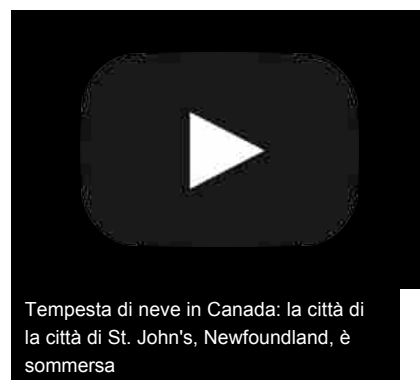 Tempesta di neve in Canada: la città di
la città di St. John's, Newfoundland, è
sommersa